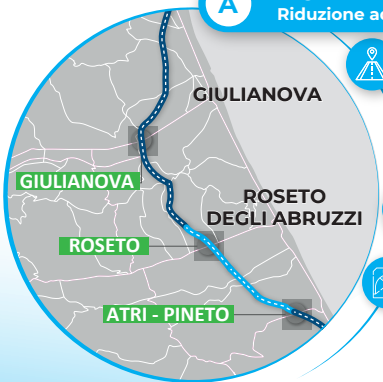 A
Riduzione
GIULIANOVA
GIULIANOVA
ROSETO
DEGLI ABRUZZI
ROSETO
ATRI - PINETO